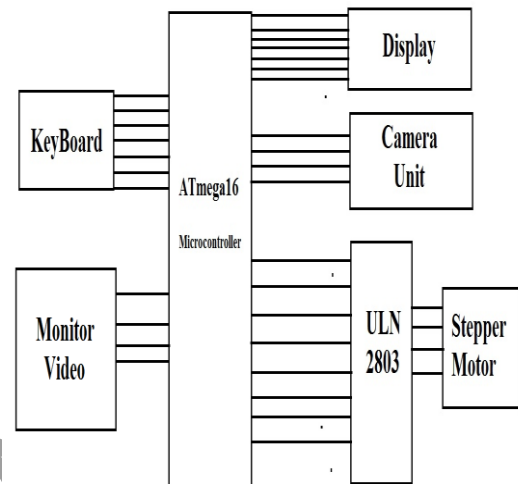 Display
KeyBoard
Camera
Unit
ATmega16
Microcontroller
Monitor
Video
ULN
2803
Stepper
Motor